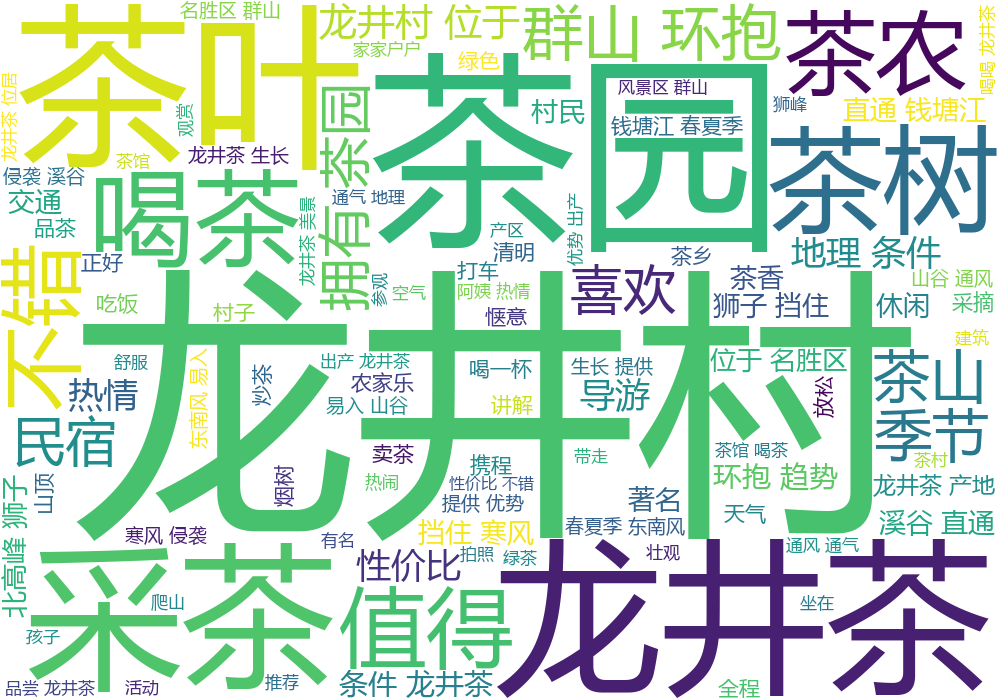 名胜区 群山
龙井村 位于
家家户户
绿色
群山 环抱
茶农
喝喝 龙井茶
茶叶
龙井茶 位居
观赏
茶馆
龙井茶 生长
侵袭 溪谷
交通
品茶
正好
喝茶
茶园
拥有 茶园
通气 地理
龙井茶 美景
村民
风景区 群山
钱塘江 春夏季
狮峰
直通 钱塘江
茶树
优势 出产
产区
清明
茶乡
地理 条件
不错
吃饭
村子
参观
空气
打车
阿姨 热情
惬意
喜欢
茶香
狮子 挡住
休闲
山谷 通风
采摘
建筑
龙井村
舒服
热情
东南风 易入
炒茶
出产 龙井茶
农家乐
易入 山谷
喝一杯
讲解
生长 提供
导游
位于 名胜区
放松
茶山
季节
民宿
卖茶
热闹
携程
性价比 不错
提供 优势
带走
著名
茶馆 喝茶
环抱 趋势
茶村
龙井茶 产地
北高峰 狮子
山顶
烟树
寒风 侵袭
有名
挡住 寒风
春夏季 东南风
天气
溪谷 直通
采茶
爬山
孩子
性价比
拍照
绿茶
壮观
通风 通气
值得
龙井茶
坐在
品尝 龙井茶
活动
推荐
条件 龙井茶
全程